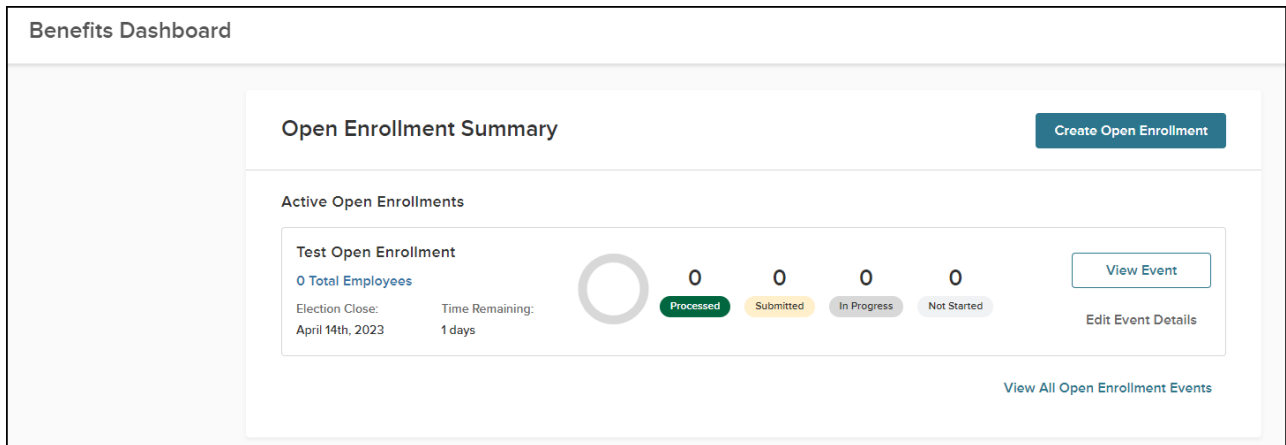 Benefits Dashboard
Open Enrollment Summary
Create Open Enrollment
Active Open Enrollments
Test Open Enrollment
0 Total Employees
Election Close:
Time Remaining:
April 14th, 2023
1 days
0
0
0
0
Processed
Submitted
In Progress
Not Started
View Event
Edit Event Details
View All Open Enrollment Events